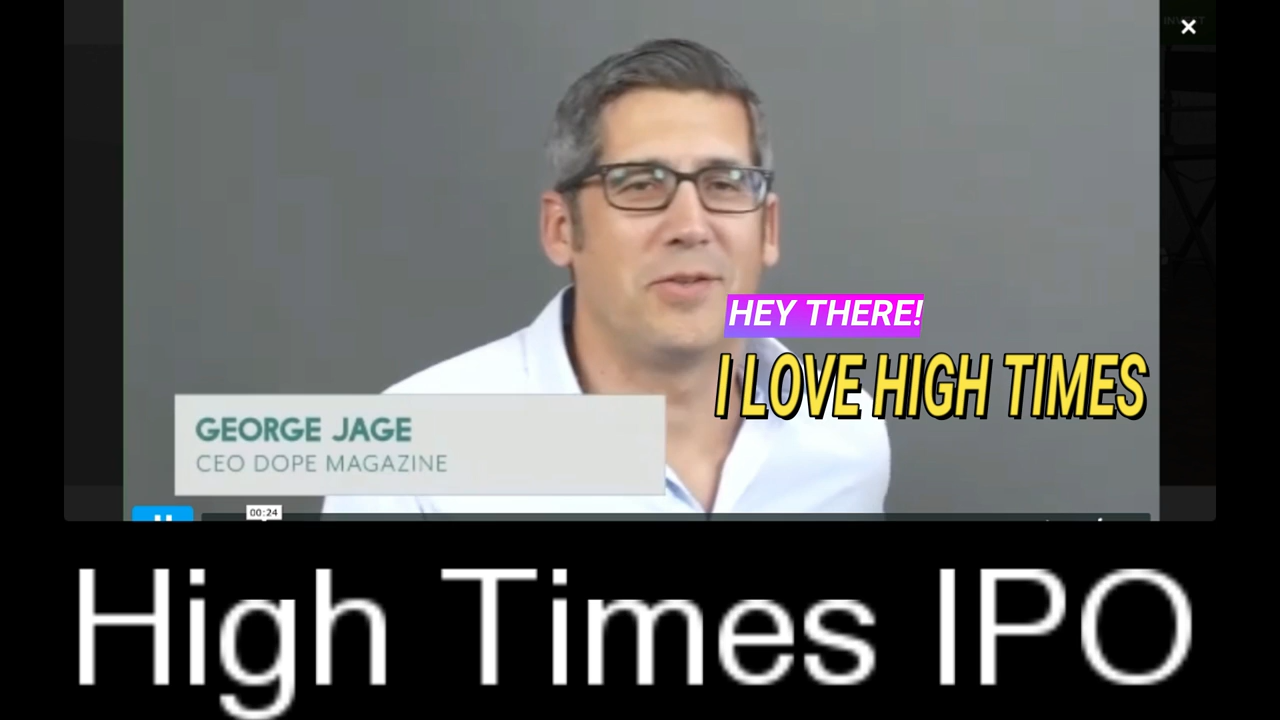 HEY THERE!
I LOVE HIGH TIMES
GEORGE JAGE
CEO DOPE MAGAZINE
00:24
High Times IPO